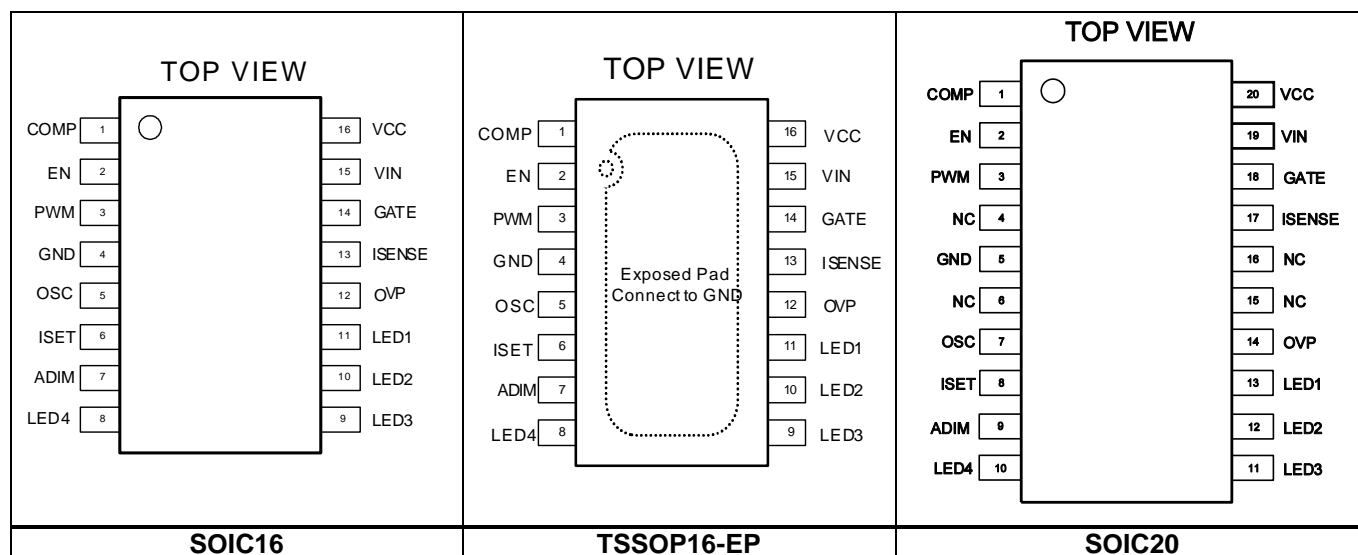 TOP VIEW
COMP 1 16 VCC
EN 2 15 VIN
PWM 3 14 GATE
GND 4 13 ISENSE
OSC 5 12 OVP
ISET 6 11 LED1
ADIM 7 10 LED2
LED4 8 9 LED3
SOIC16
TOP VIEW
COMP 1 16 VCC
EN 2 15 VIN
PWM 3 14 GATE
GND 4 13 ISENSE
Exposed Pad
Connect to GND
OSC 5 12 OVP
ISET 6 11 LED1
ADIM 7 10 LED2
LED4 8 9 LED3
TSSOP16-EP
TOP VIEW
COMP 1 20 VCC
EN 2 19 VIN
PWM 3 18 GATE
NC 4 17 ISENSE
GND 5 16 NC
NC 6 15 NC
OSC 7 14 OVP
ISET 8 13 LED1
ADIM 9 12 LED2
LED4 10 11 LED3
SOIC20